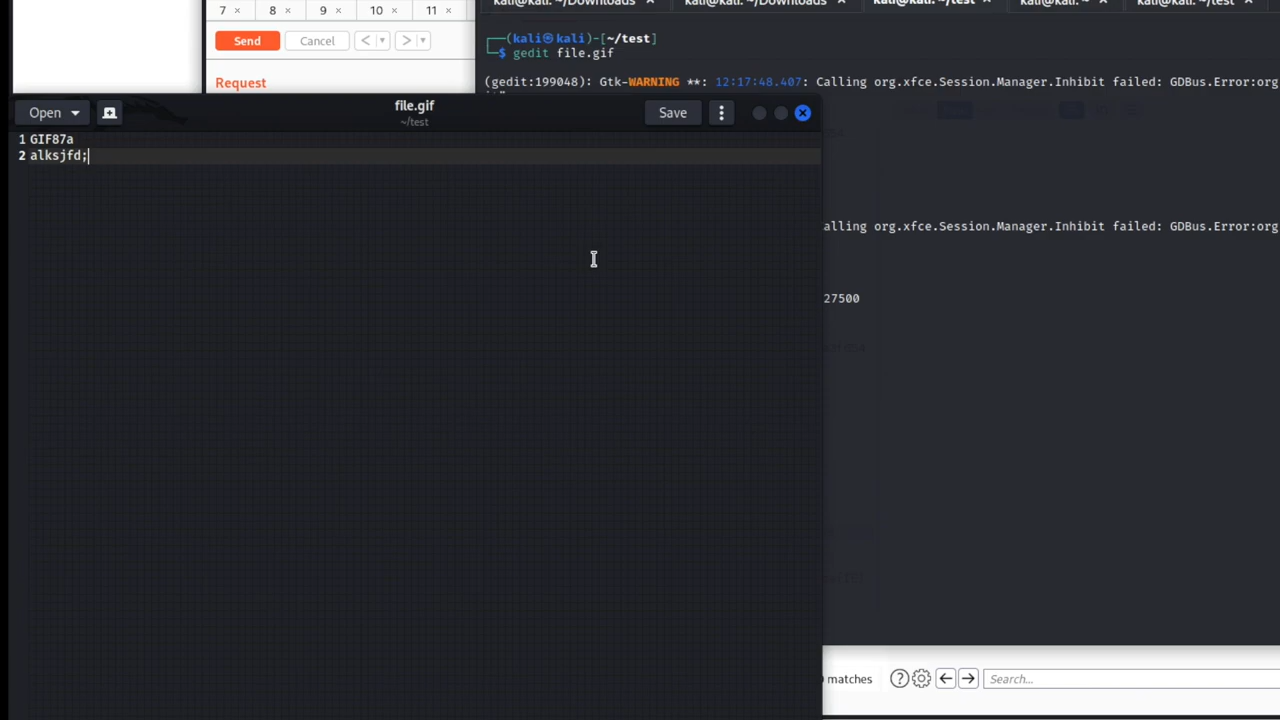 kali@kali: ~/Downloads ×
kali@kali: ~/Downloads ×
kali@kali: ~/test ×
kali@kali: ~/ ×
kali@kali: ~/test ×
7 × 8 × 9 × 10 × 11 ×
Send Cancel < ▾ > ▾
Request
┌──(kali㉿kali)-[~/test]
└─$ gedit file.gif
(gedit:199048): Gtk-WARNING **: 12:17:48.407: Calling org.xfce.Session.Manager.Inhibit failed: GDBus.Error:org
Open
file.gif
~/test
Save
1 GIF87a
2 alksjfd;
alling org.xfce.Session.Manager.Inhibit failed: GDBus.Error:org
27500
matches
Search...